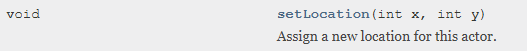 void setLocation(int x, int y)
Assign a new location for this actor.